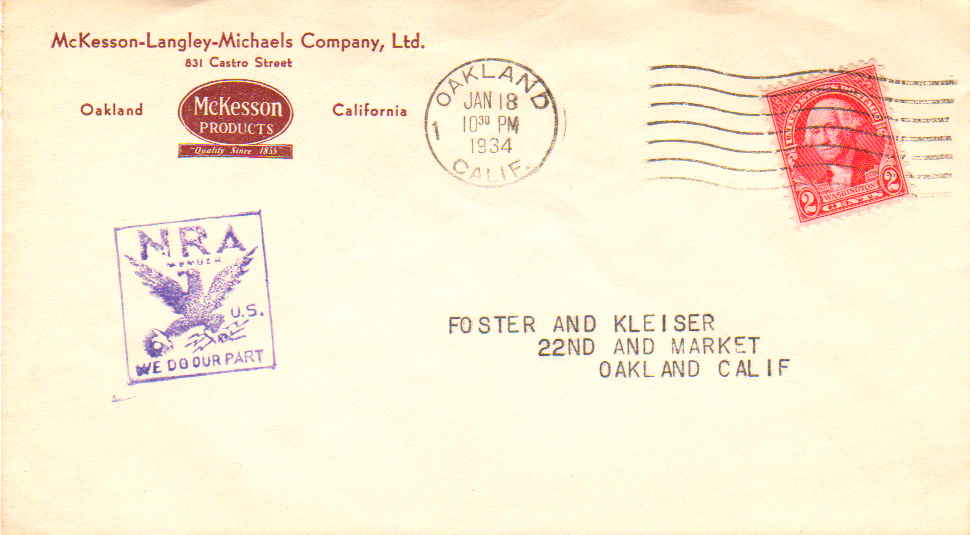 McKesson-Langley-Michaels Company, Ltd.
831 Castro Street
Oakland
McKesson
PRODUCTS
"Quality Since 1833
California
OAKLAND
JAN 18
10 30 PM
1934
1
CALIF.
2 WASHINGTON 2
CENTS
NRA
MEMBER
U.S.
WE DO OUR PART
FOSTER AND KLEISER
22ND AND MARKET
OAKLAND CALIF